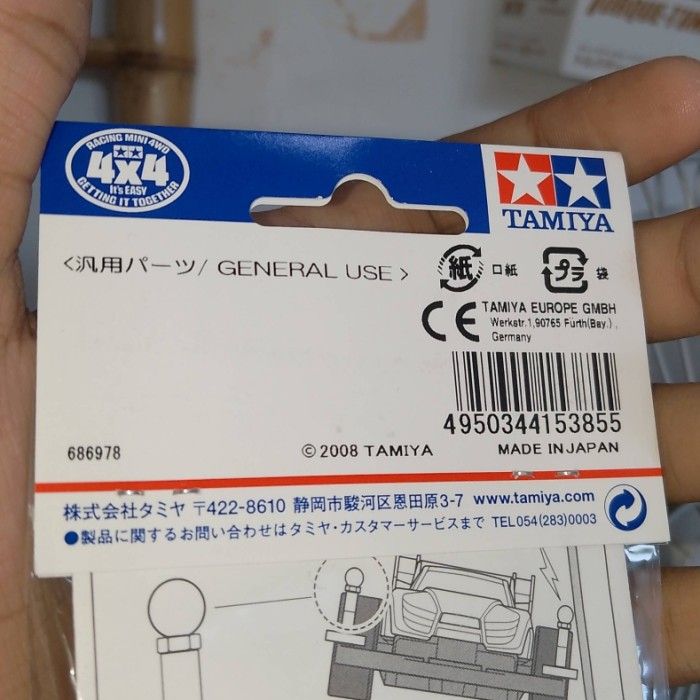 RACING MINI 4WD
4x4
It's EASY
GETTING IT TOGETHER
TAMIYA
<汎用パーツ/ GENERAL USE>
紙 口紙 プラ 袋
CE TAMIYA EUROPE GMBH
Werkstr.1,90765 Fürth(Bay.),
Germany
4950344153855
686978 ©2008 TAMIYA MADE IN JAPAN
株式会社タミヤ 〒422-8610 静岡市駿河区恩田原3-7 www.tamiya.com
●製品に関するお問い合わせはタミヤ・カスタマーサービスまで TEL054(283)0003